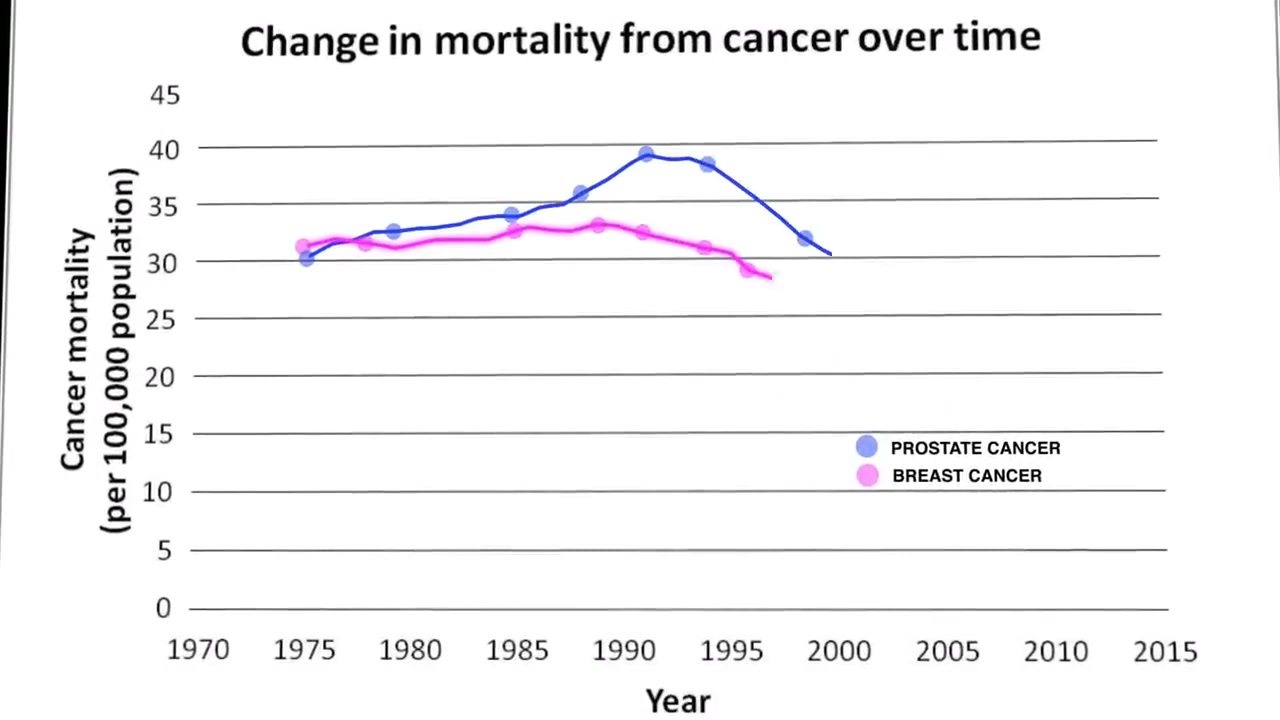 Change in mortality from cancer over time
45
40
35
30
25
20
15
10
5
0
Cancer mortality
(per 100,000 population)
PROSTATE CANCER
BREAST CANCER
1970 1975 1980 1985 1990 1995 2000 2005 2010 2015
Year